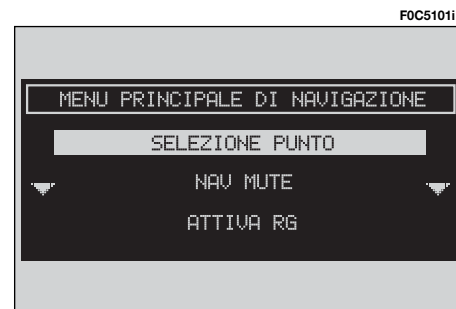 F0C5101i
MENU PRINCIPALE DI NAVIGAZIONE
SELEZIONE PUNTO
NAV MUTE
ATTIVA RG